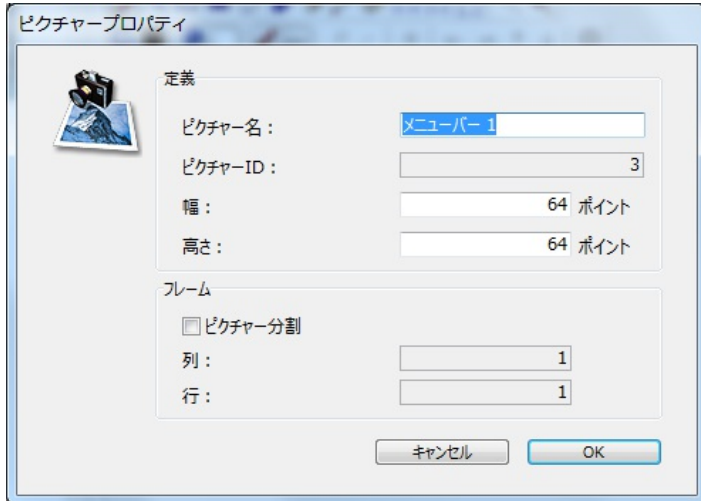 ピクチャープロパティ
定義
ピクチャー名： メニューバー 1
ピクチャーID： 3
幅： 64 ポイント
高さ： 64 ポイント
フレーム
ピクチャー分割
列： 1
行： 1
キャンセル OK